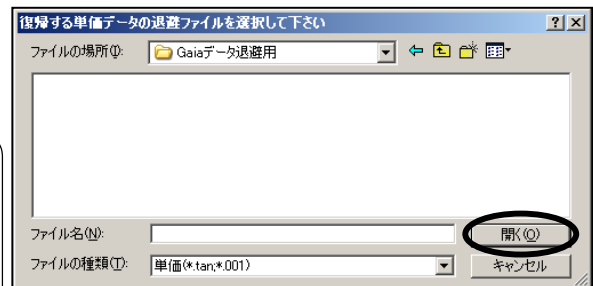 復帰する単価データの退避ファイルを選択して下さい
ファイルの場所(I):
Gaiaデータ退避用
ファイル名(N):
開く(O)
ファイルの種類(T):
単価(*.tan;*.001)
キャンセル